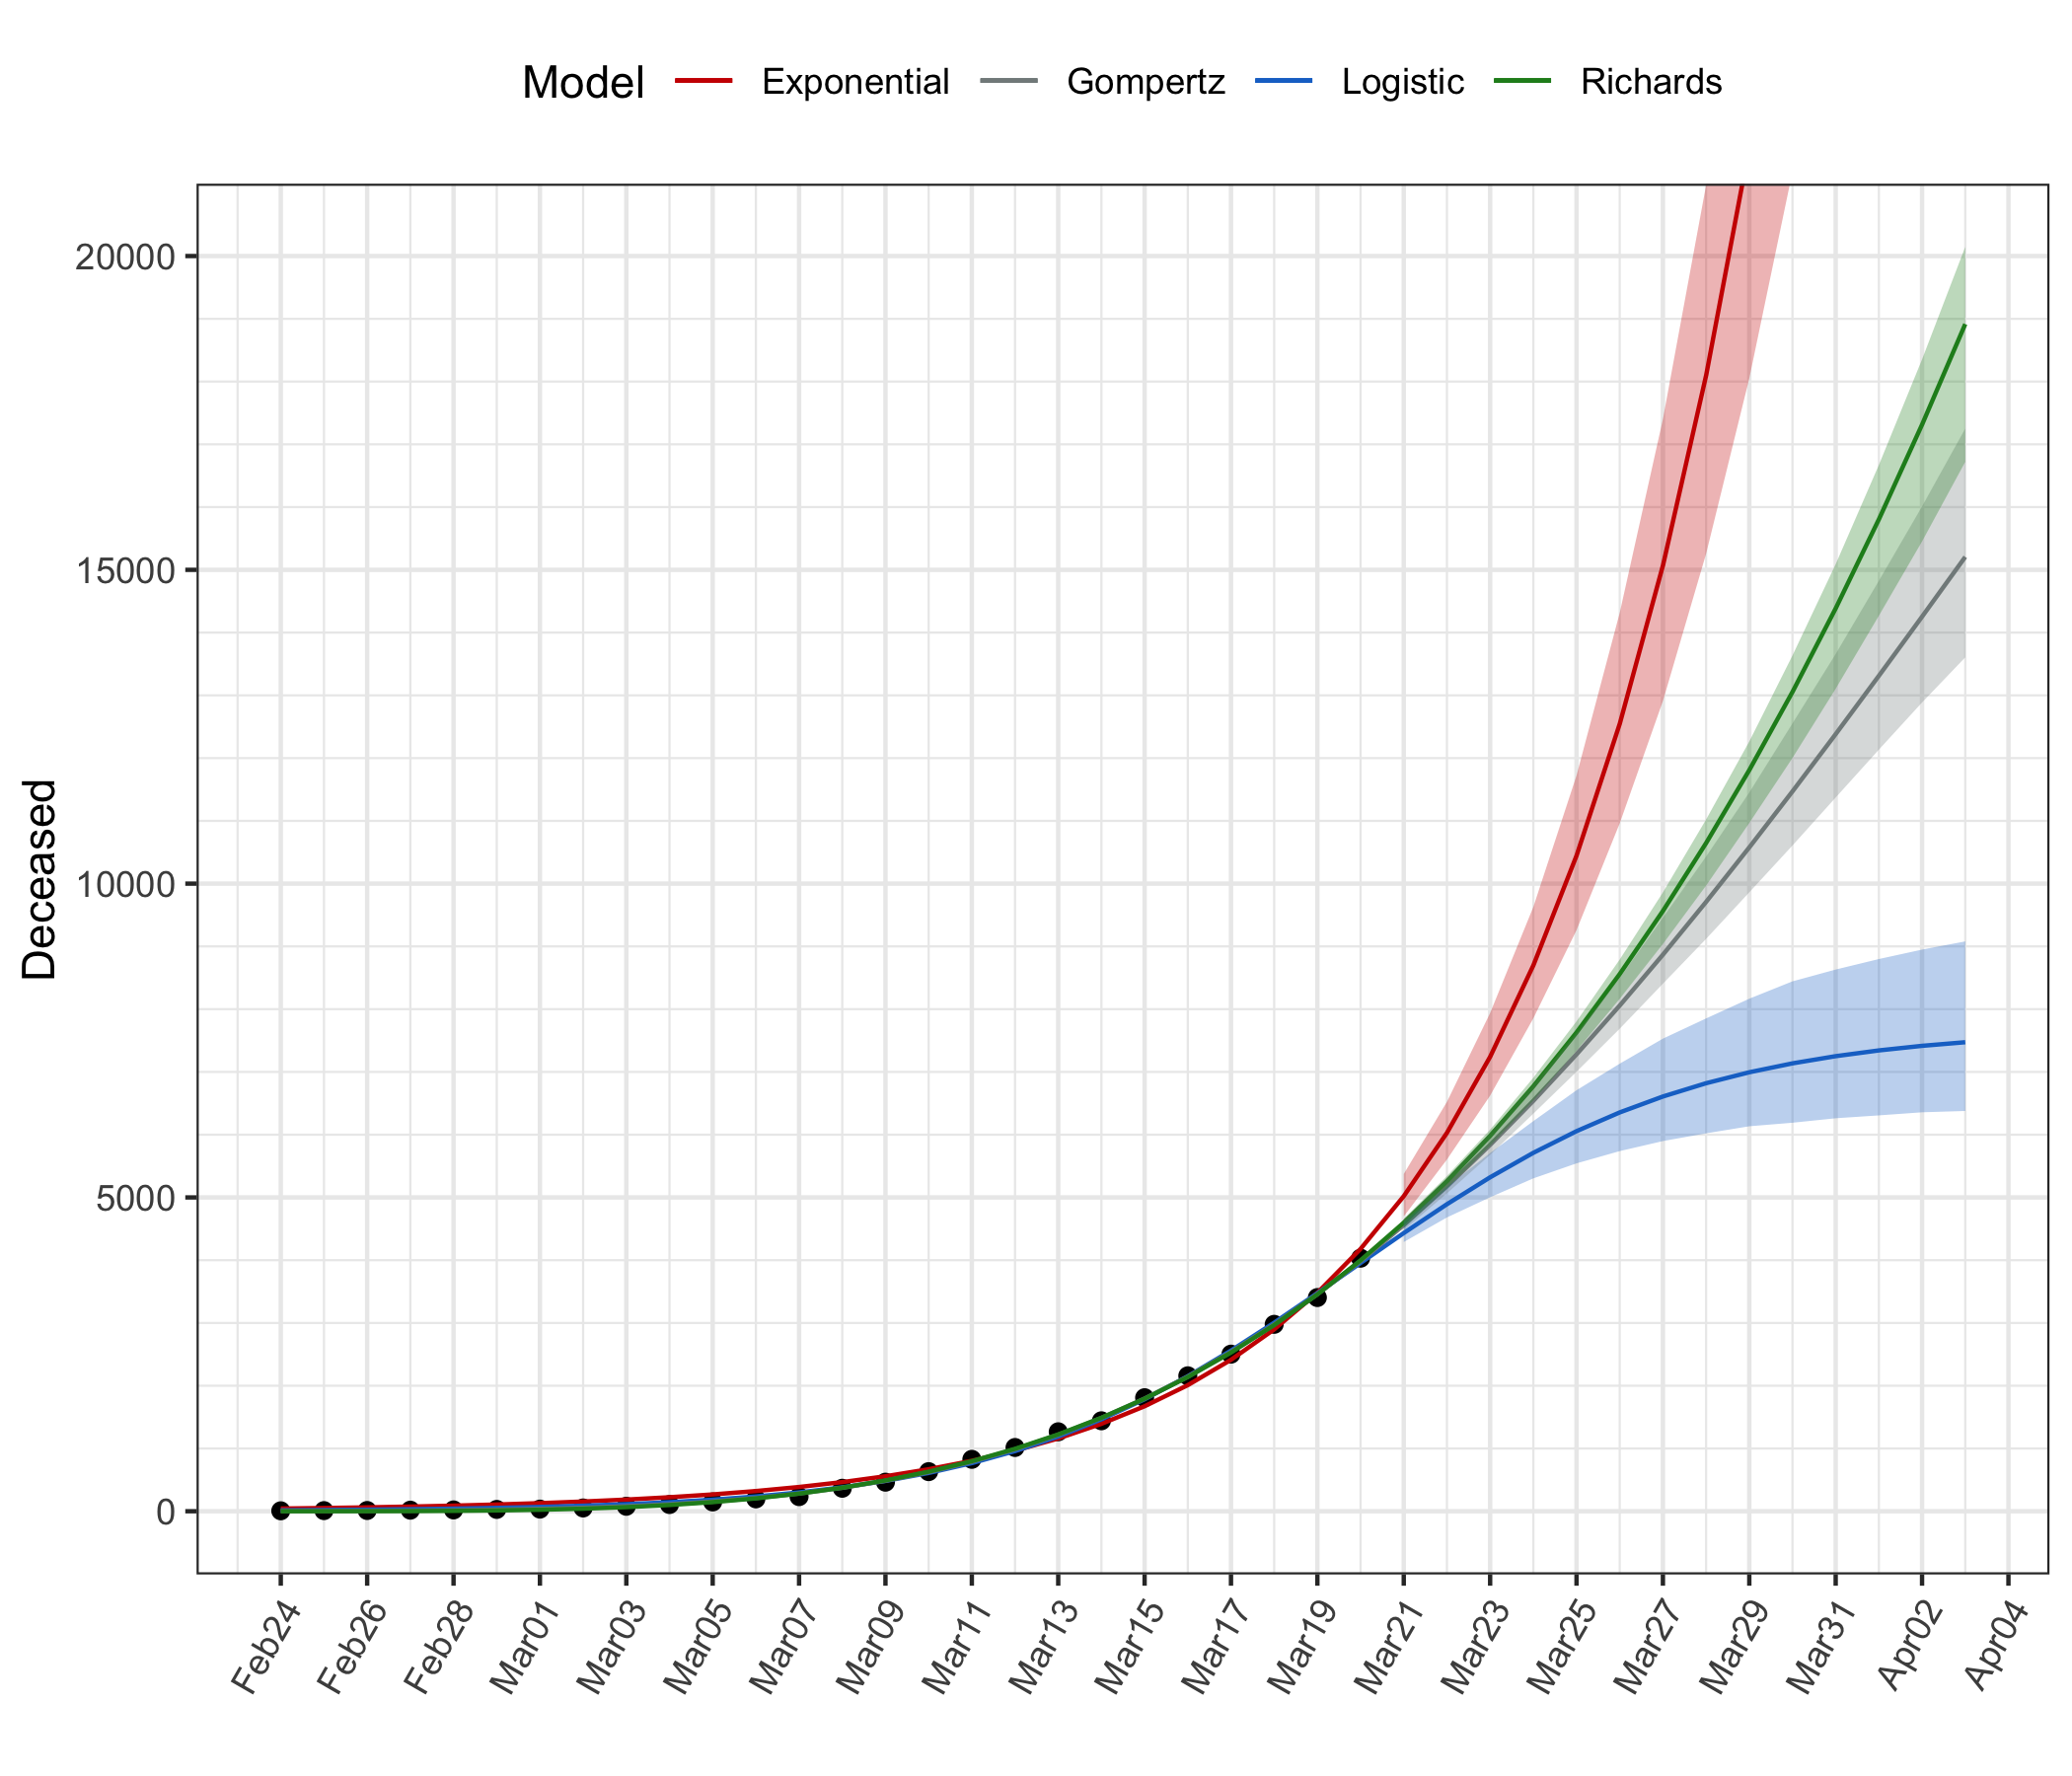 Model Exponential Gompertz Logistic Richards
20000
15000
10000
5000
0
Deceased
Feb24 Feb26 Feb28 Mar01 Mar03 Mar05 Mar07 Mar09 Mar11 Mar13 Mar15 Mar17 Mar19 Mar21 Mar23 Mar25 Mar27 Mar29 Mar31 Apr02 Apr04